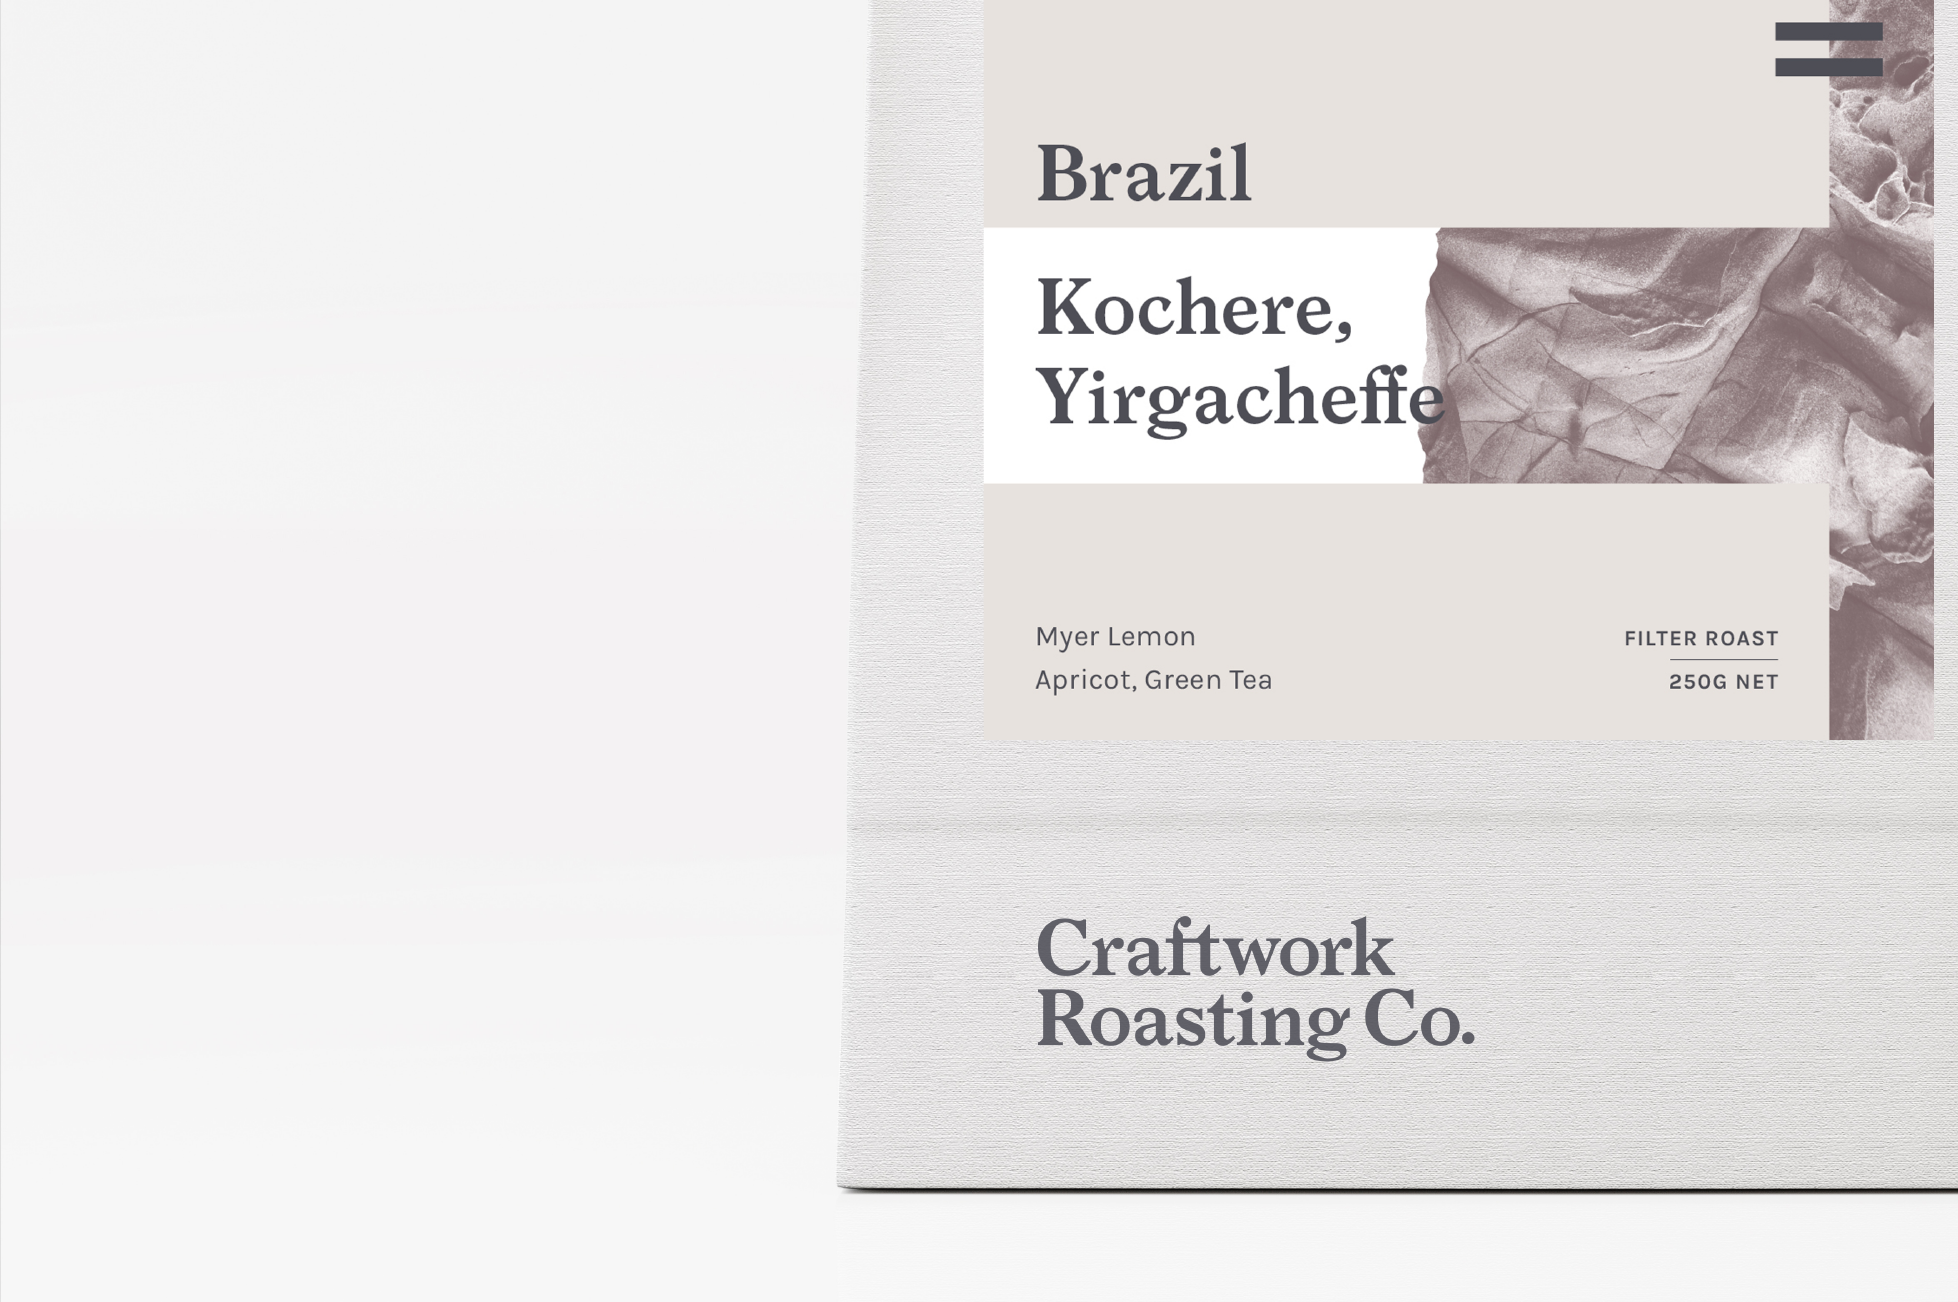 Brazil
Kochere,
Yirgacheffe
Myer Lemon
Apricot, Green Tea
FILTER ROAST
250G NET
Craftwork
Roasting Co.